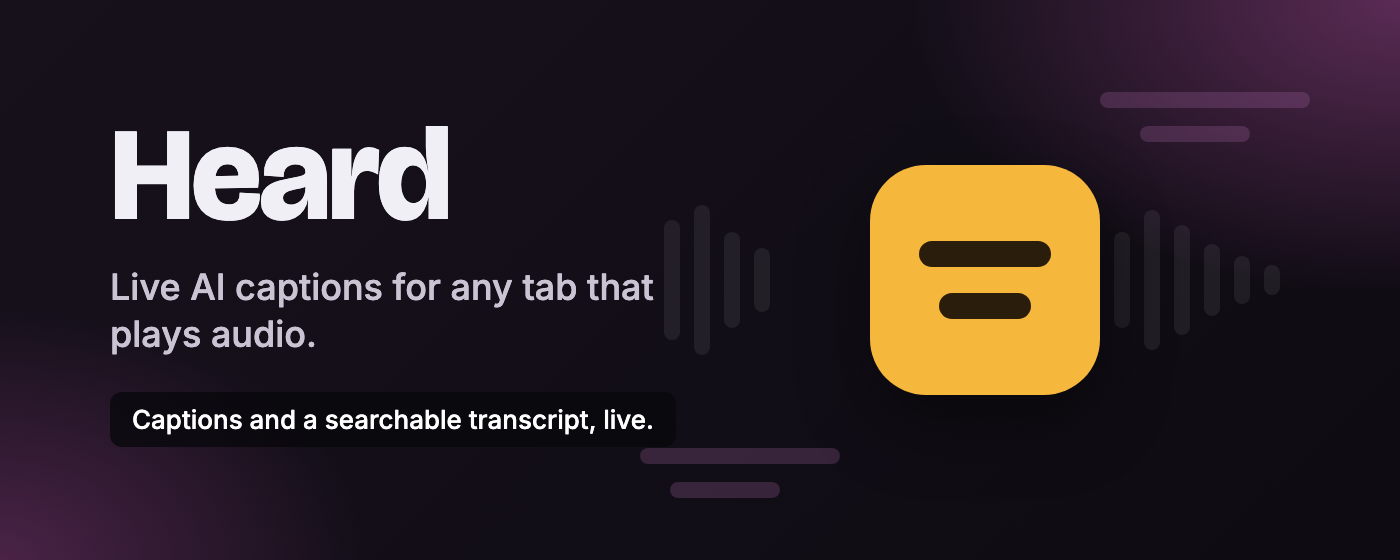 Heard
Live AI captions for any tab that
plays audio.
Captions and a searchable transcript, live.